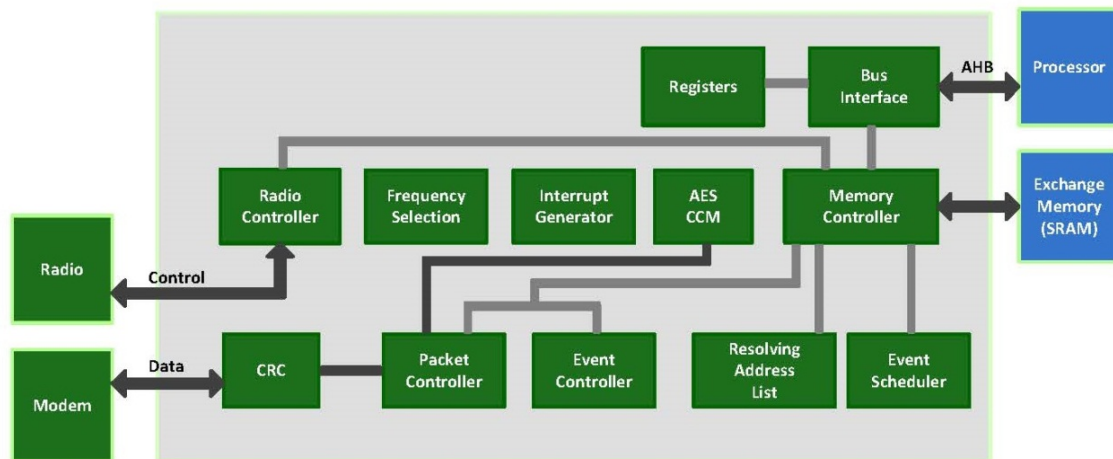 AHB
Processor
Registers
Bus
Interface
Radio
Controller
Frequency
Selection
Interrupt
Generator
AES
CCM
Memory
Controller
Exchange
Memory
(SRAM)
Radio
Control
Modem
Data
CRC
Packet
Controller
Event
Controller
Resolving
Address
List
Event
Scheduler